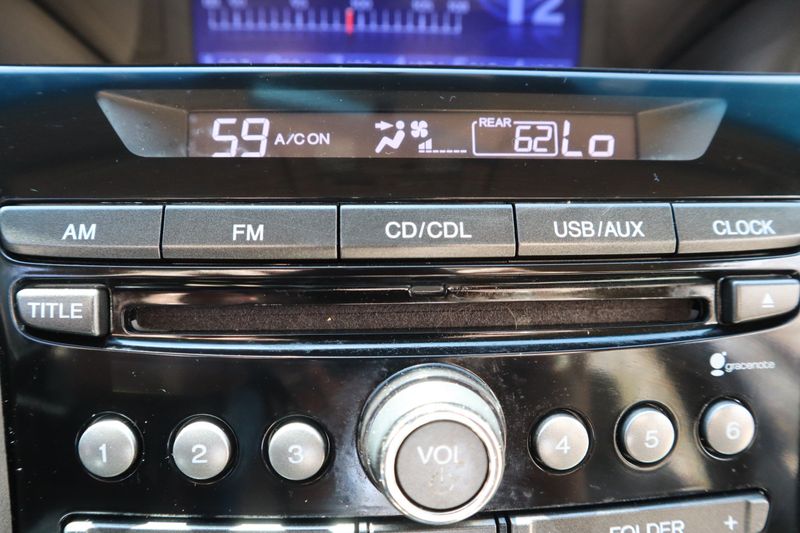 12
59 A/C ON REAR 62 Lo
AM FM CD/CDL USB/AUX CLOCK
TITLE
gracenote
1 2 3 VOL 4 5 6
FOLDER +